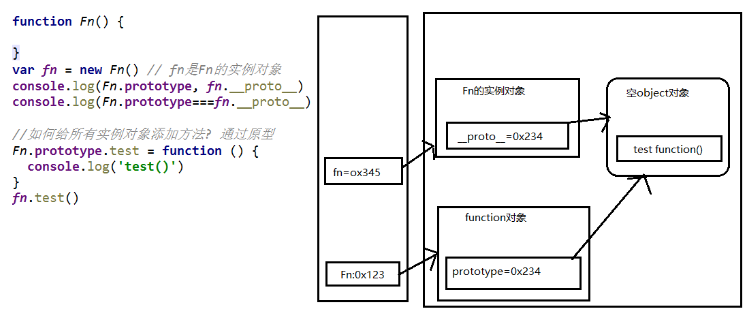 function Fn() {
}
var fn = new Fn() // fn是Fn的实例对象
console.log(Fn.prototype, fn.__proto__)
console.log(Fn.prototype===fn.__proto__)
//如何给所有实例对象添加方法? 通过原型
Fn.prototype.test = function () {
console.log('test()')
}
fn.test()
fn=ox345
Fn:0x123
Fn的实例对象
__proto__=0x234
function对象
prototype=0x234
空object对象
test function()